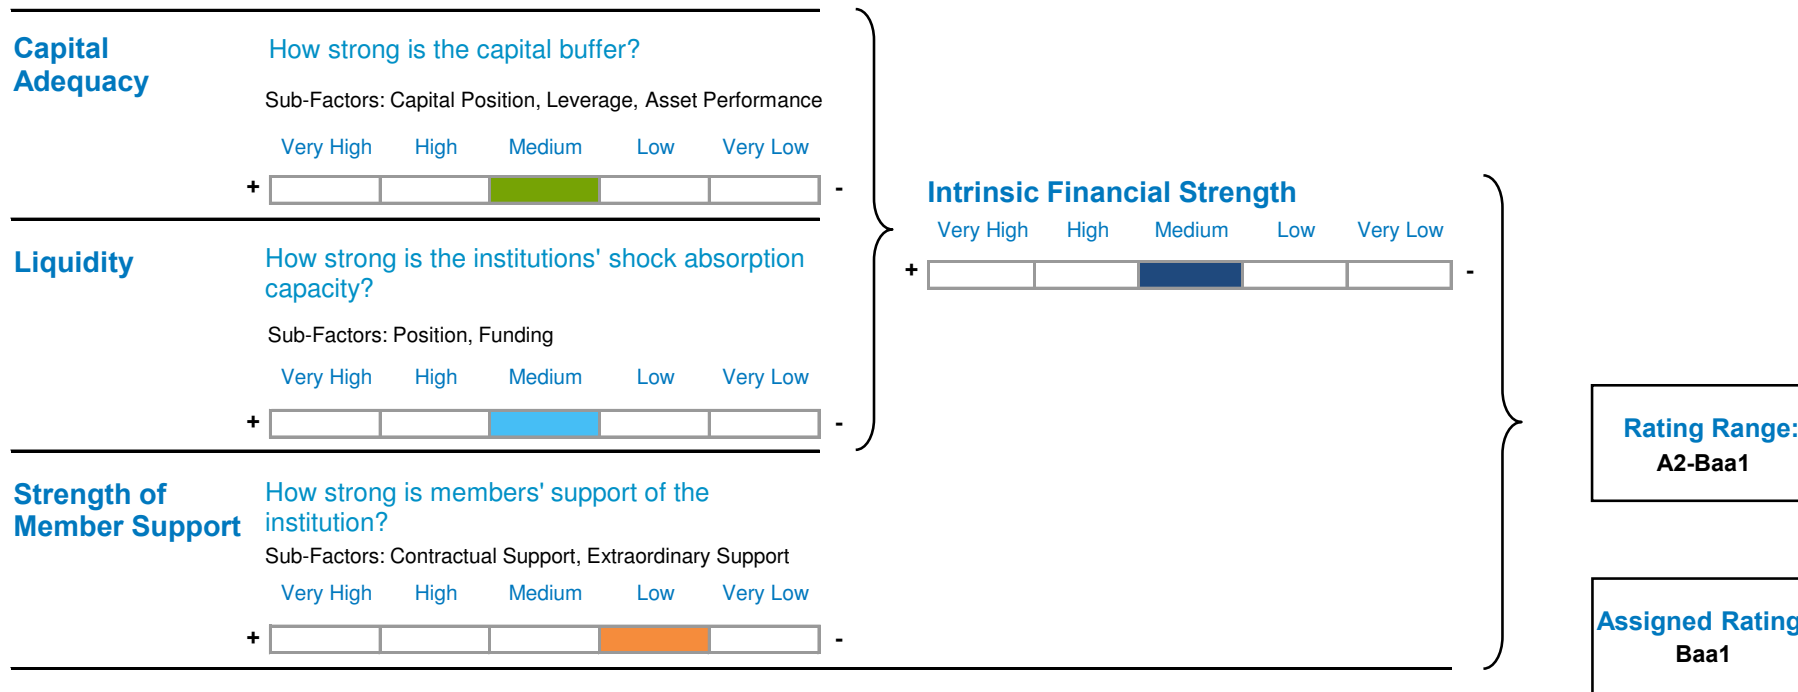 Capital
Adequacy
How strong is the capital buffer?
Sub-Factors: Capital Position, Leverage, Asset Performance
Very High High Medium Low Very Low
+ -
Liquidity
How strong is the institutions' shock absorption
capacity?
Sub-Factors: Position, Funding
Very High High Medium Low Very Low
+ -
Intrinsic Financial Strength
Very High High Medium Low Very Low
+ -
Strength of
Member Support
How strong is members' support of the
institution?
Sub-Factors: Contractual Support, Extraordinary Support
Very High High Medium Low Very Low
+ -
Rating Range:
A2-Baa1
Assigned Rating
Baa1